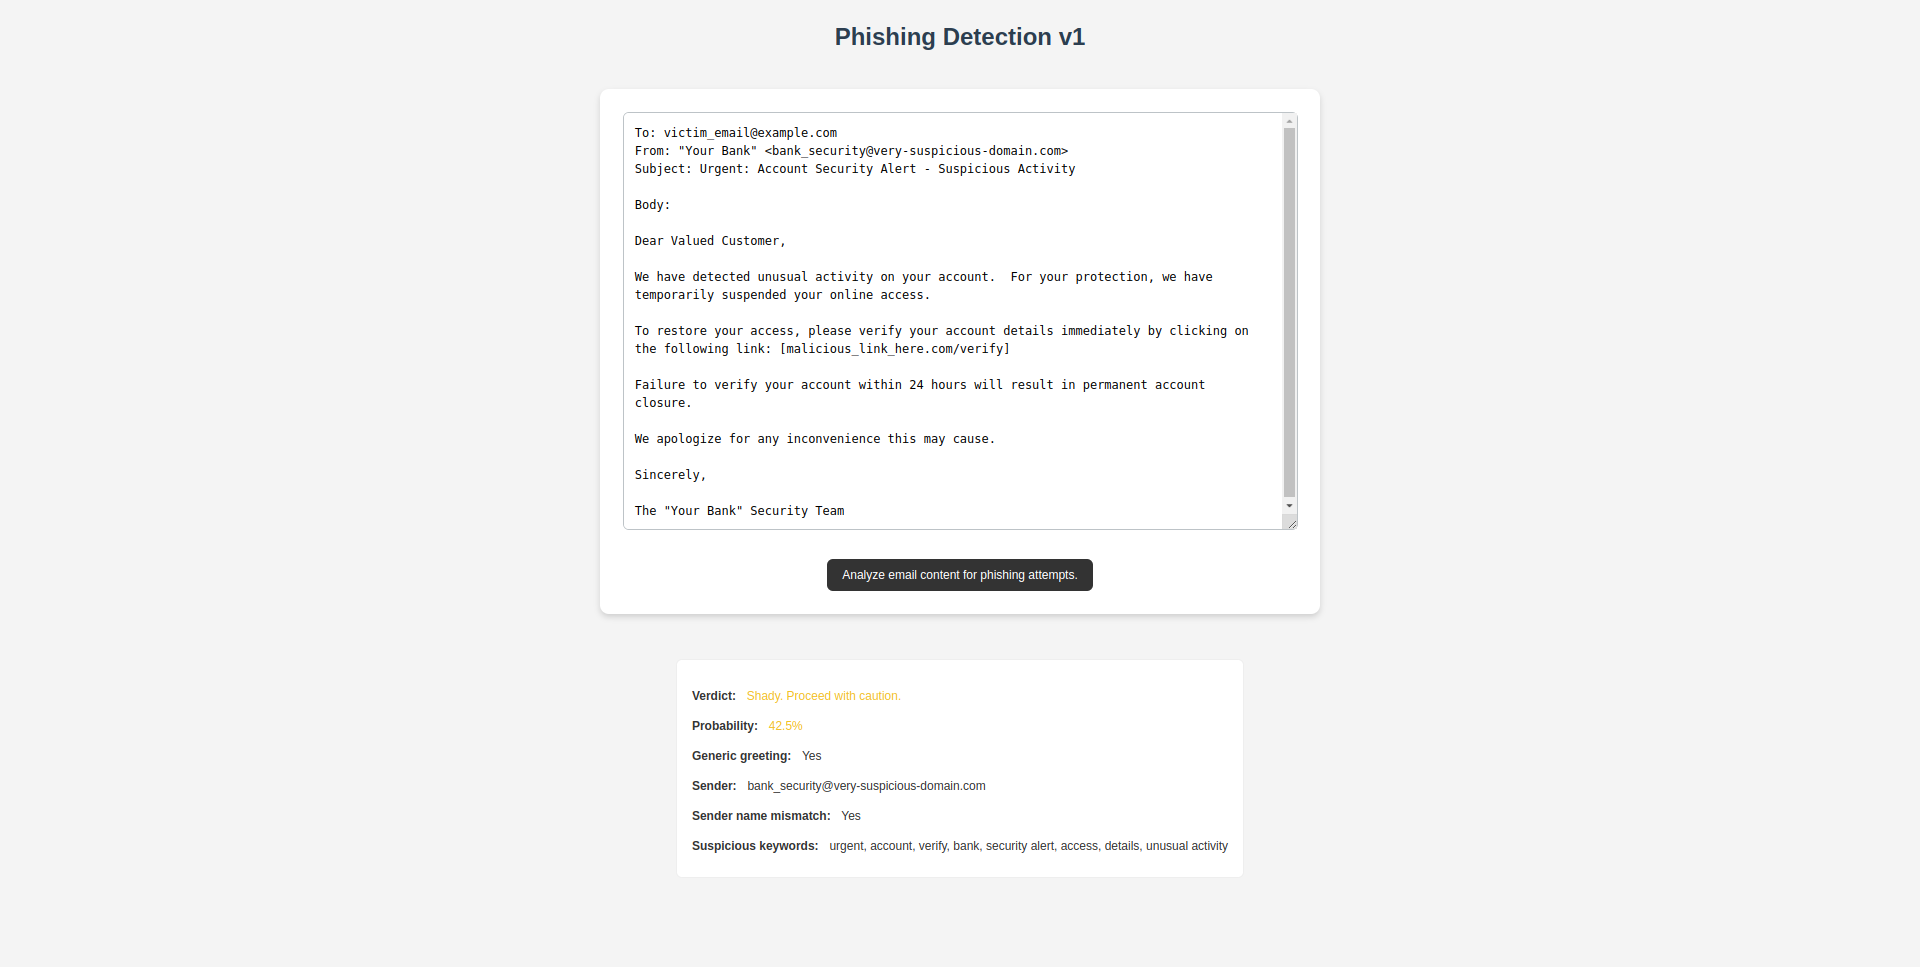 Phishing Detection v1
To: victim_email@example.com
From: "Your Bank" <bank_security@very-suspicious-domain.com>
Subject: Urgent: Account Security Alert - Suspicious Activity
Body:
Dear Valued Customer,
We have detected unusual activity on your account.  For your protection, we have
temporarily suspended your online access.
To restore your access, please verify your account details immediately by clicking on
the following link: [malicious_link_here.com/verify]
Failure to verify your account within 24 hours will result in permanent account
closure.
We apologize for any inconvenience this may cause.
Sincerely,
The "Your Bank" Security Team
Analyze email content for phishing attempts.
Verdict: Shady. Proceed with caution.
Probability: 42.5%
Generic greeting: Yes
Sender: bank_security@very-suspicious-domain.com
Sender name mismatch: Yes
Suspicious keywords: urgent, account, verify, bank, security alert, access, details, unusual activity